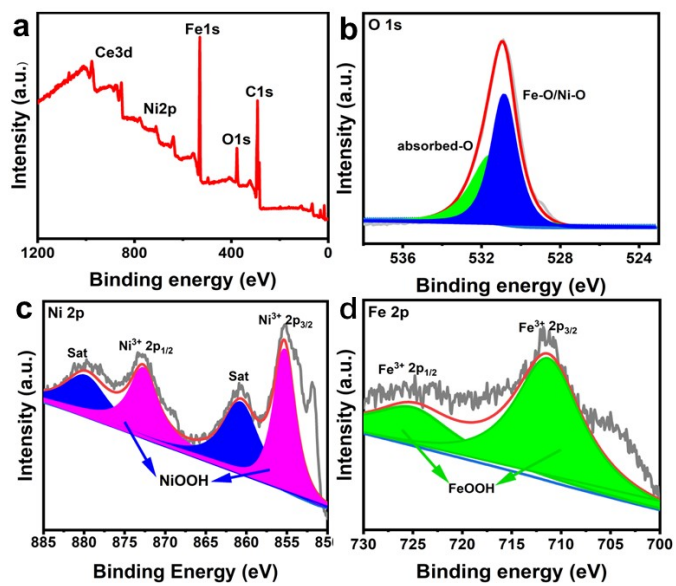 a
Fe1s
Ce3d
C1s
Ni2p
O1s
Intensity (a.u.)
1200 800 400 0
Binding energy (eV)
b
O 1s
Fe-O/Ni-O
absorbed-O
Intensity (a.u.)
536 532 528 524
Binding energy (eV)
c
Ni 2p
Ni³⁺ 2p₃/₂
Ni³⁺ 2p₁/₂
Sat
Sat
NiOOH
Intensity (a.u.)
885 880 875 870 865 860 855 850
Binding Energy (eV)
d
Fe 2p
Fe³⁺ 2p₃/₂
Fe³⁺ 2p₁/₂
FeOOH
Intensity (a.u.)
730 725 720 715 710 705 700
Binding Energy (eV)